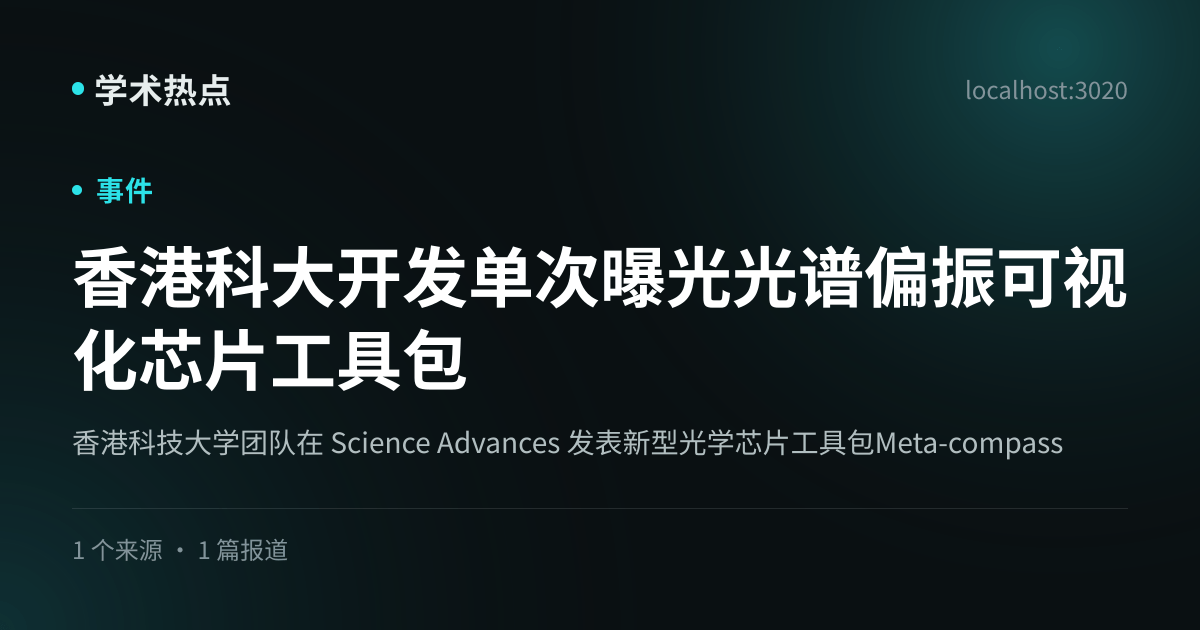 学术热点
localhost:3020
事件
香港科大开发单次曝光光谱偏振可视
化芯片工具包
香港科技大学团队在 Science Advances 发表新型光学芯片工具包Meta-compass
1 个来源 · 1 篇报道